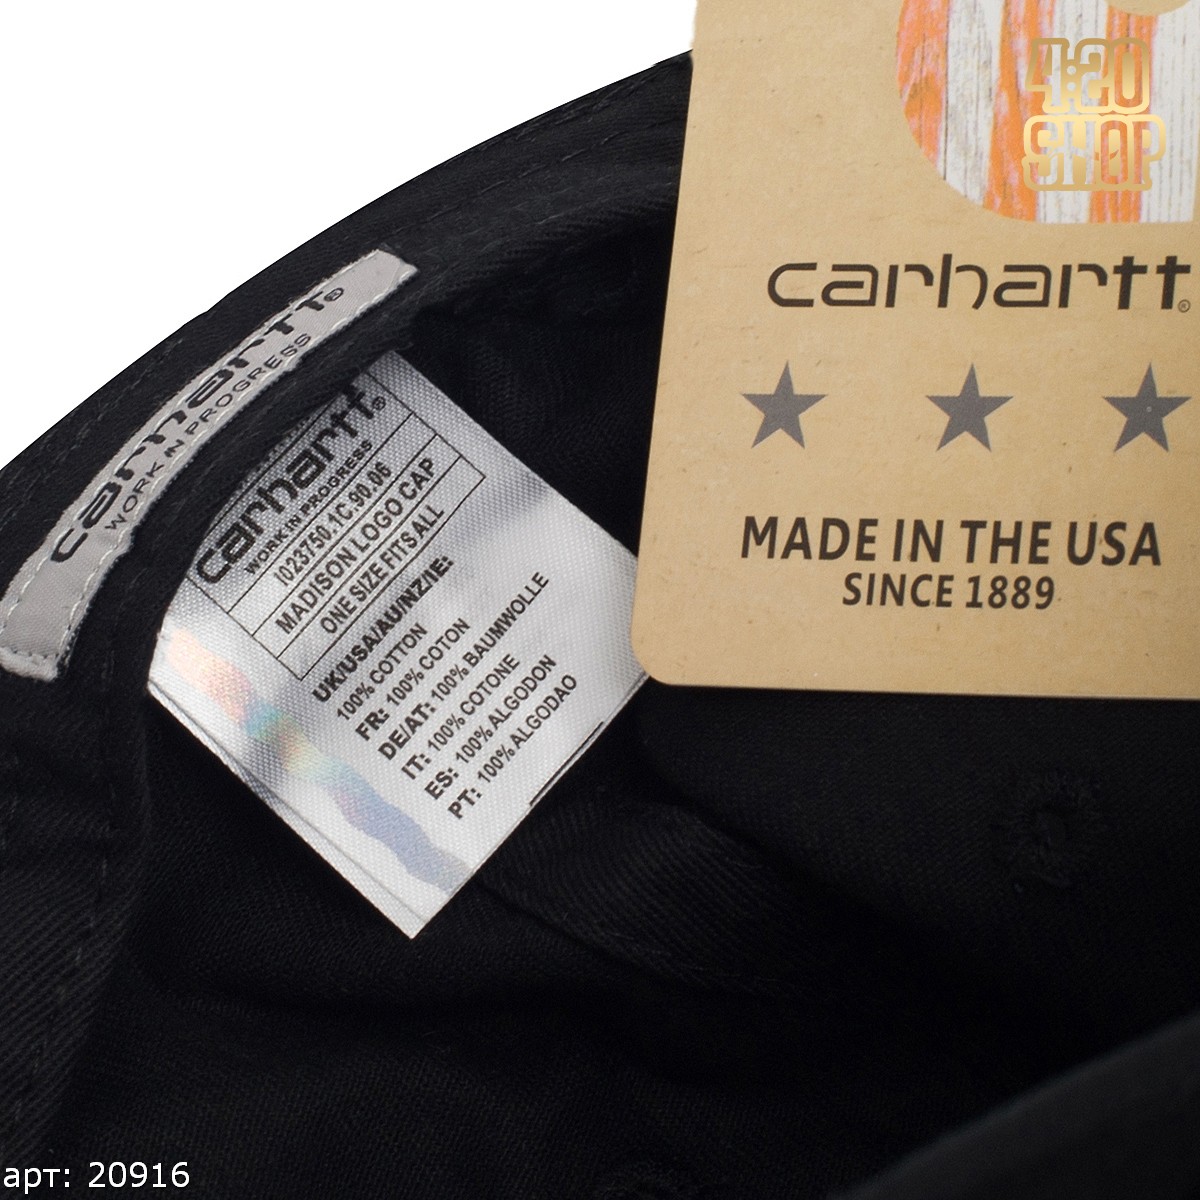 4:20
SHOP
carhartt®
MADE IN THE USA
SINCE 1889
carhartt®
WORK IN PROGRESS
carhartt®
WORK IN PROGRESS
I023750.1C.90.06
MADISON LOGO CAP
ONE SIZE FITS ALL
UK/USA/AU/NZ/IE:
100% COTTON
FR: 100% COTON
DE/AT: 100% BAUMWOLLE
IT: 100% COTONE
ES: 100% ALGODON
PT: 100% ALGODAO
арт: 20916